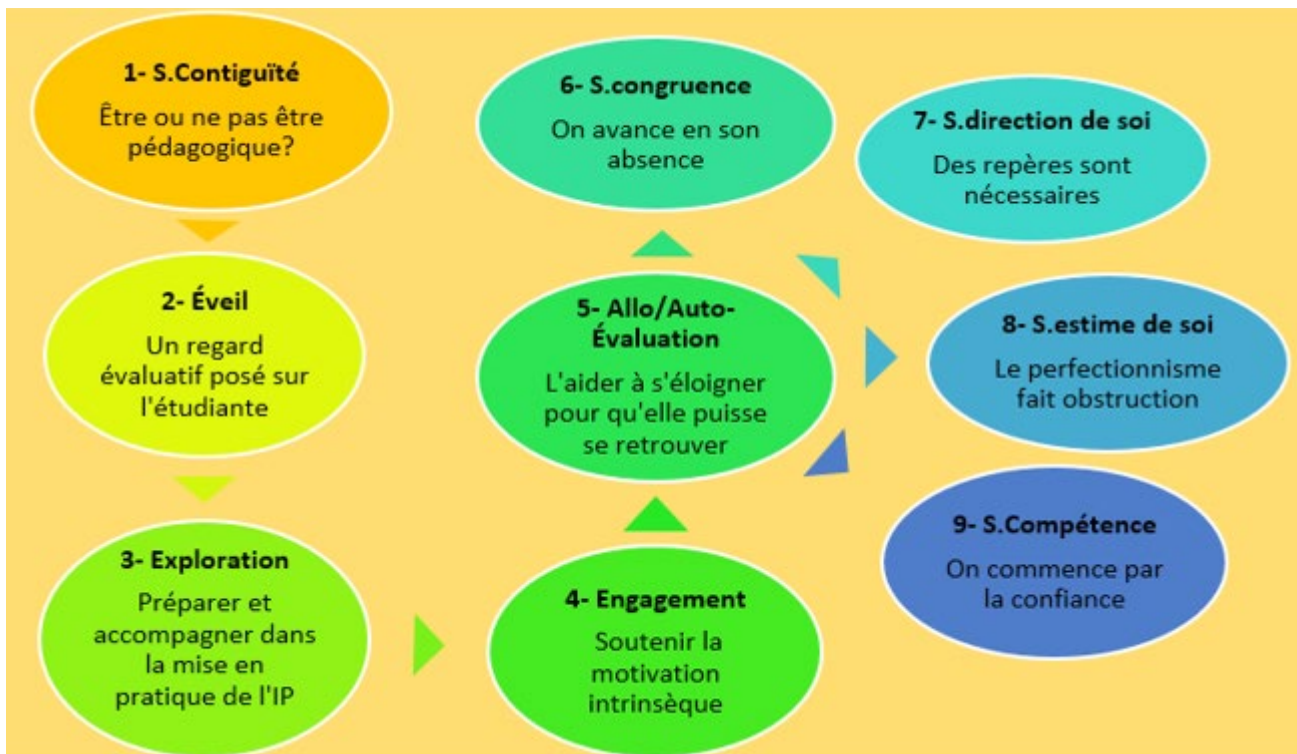 1- S.Contiguïté
Être ou ne pas être
pédagogique?
2- Éveil
Un regard
évaluatif posé sur
l'étudiante
3- Exploration
Préparer et
accompagner dans
la mise en
pratique de l'IP
4- Engagement
Soutenir la
motivation
intrinsèque
5- Allo/Auto-
Évaluation
L'aider à s'éloigner
pour qu'elle puisse
se retrouver
6- S.congruence
On avance en son
absence
7- S.direction de soi
Des repères sont
nécessaires
8- S.estime de soi
Le perfectionnisme
fait obstruction
9- S.Compétence
On commence par
la confiance